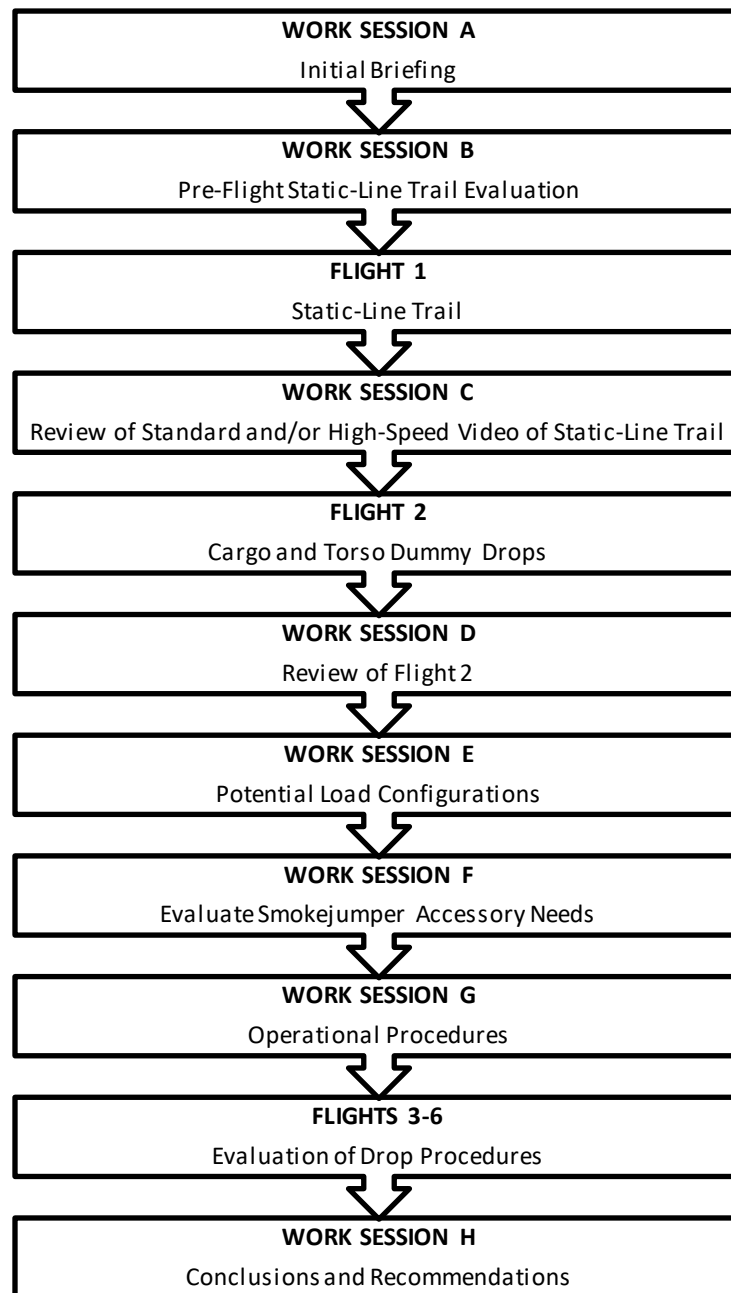 WORK SESSION A
Initial Briefing
WORK SESSION B
Pre-Flight Static-Line Trail Evaluation
FLIGHT 1
Static-Line Trail
WORK SESSION C
Review of Standard and/or High-Speed Video of Static-Line Trail
FLIGHT 2
Cargo and Torso Dummy Drops
WORK SESSION D
Review of Flight 2
WORK SESSION E
Potential Load Configurations
WORK SESSION F
Evaluate Smokejumper Accessory Needs
WORK SESSION G
Operational Procedures
FLIGHTS 3-6
Evaluation of Drop Procedures
WORK SESSION H
Conclusions and Recommendations